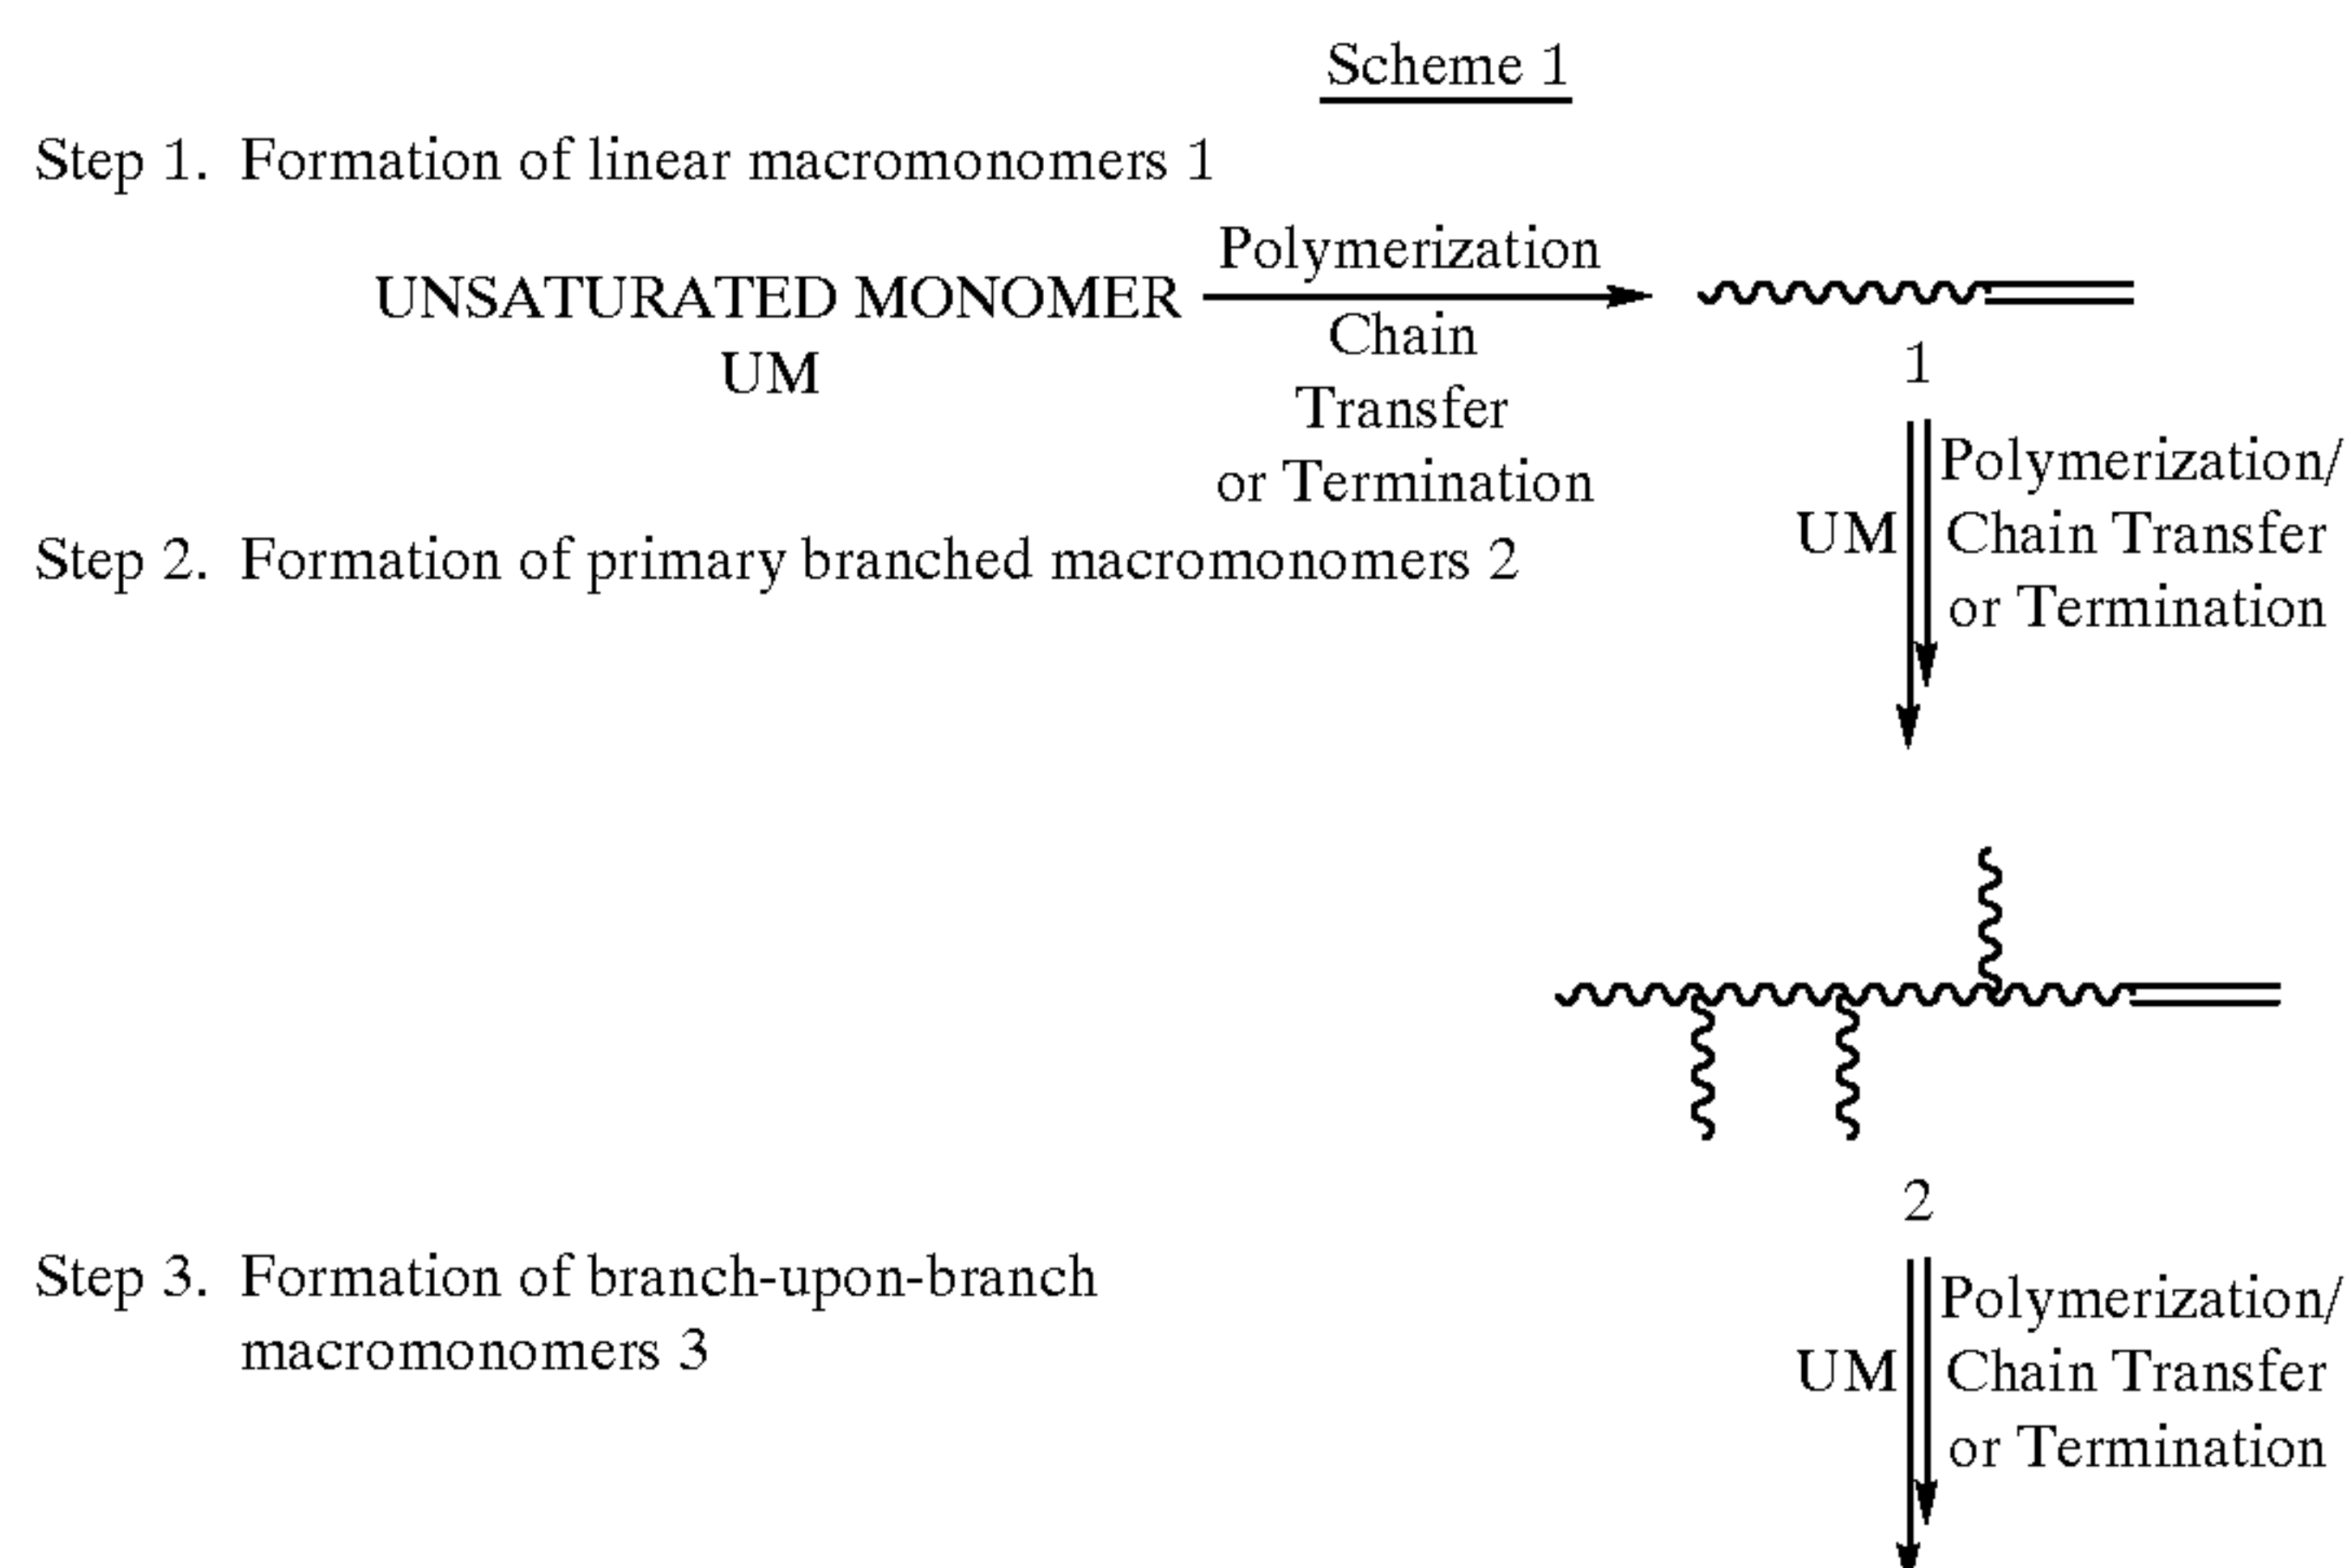 Scheme 1
Step 1. Formation of linear macromonomers 1
UNSATURATED MONOMER
UM
Polymerization
Chain
Transfer
or Termination
1
UM
Polymerization/
Chain Transfer
or Termination
Step 2. Formation of primary branched macromonomers 2
2
Step 3. Formation of branch-upon-branch
macromonomers 3
UM
Polymerization/
Chain Transfer
or Termination